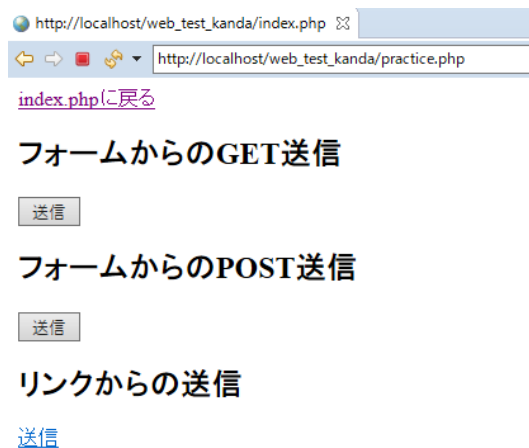 http://localhost/web_test_kanda/index.php
http://localhost/web_test_kanda/practice.php
index.phpに戻る
フォームからのGET送信
送信
フォームからのPOST送信
送信
リンクからの送信
送信